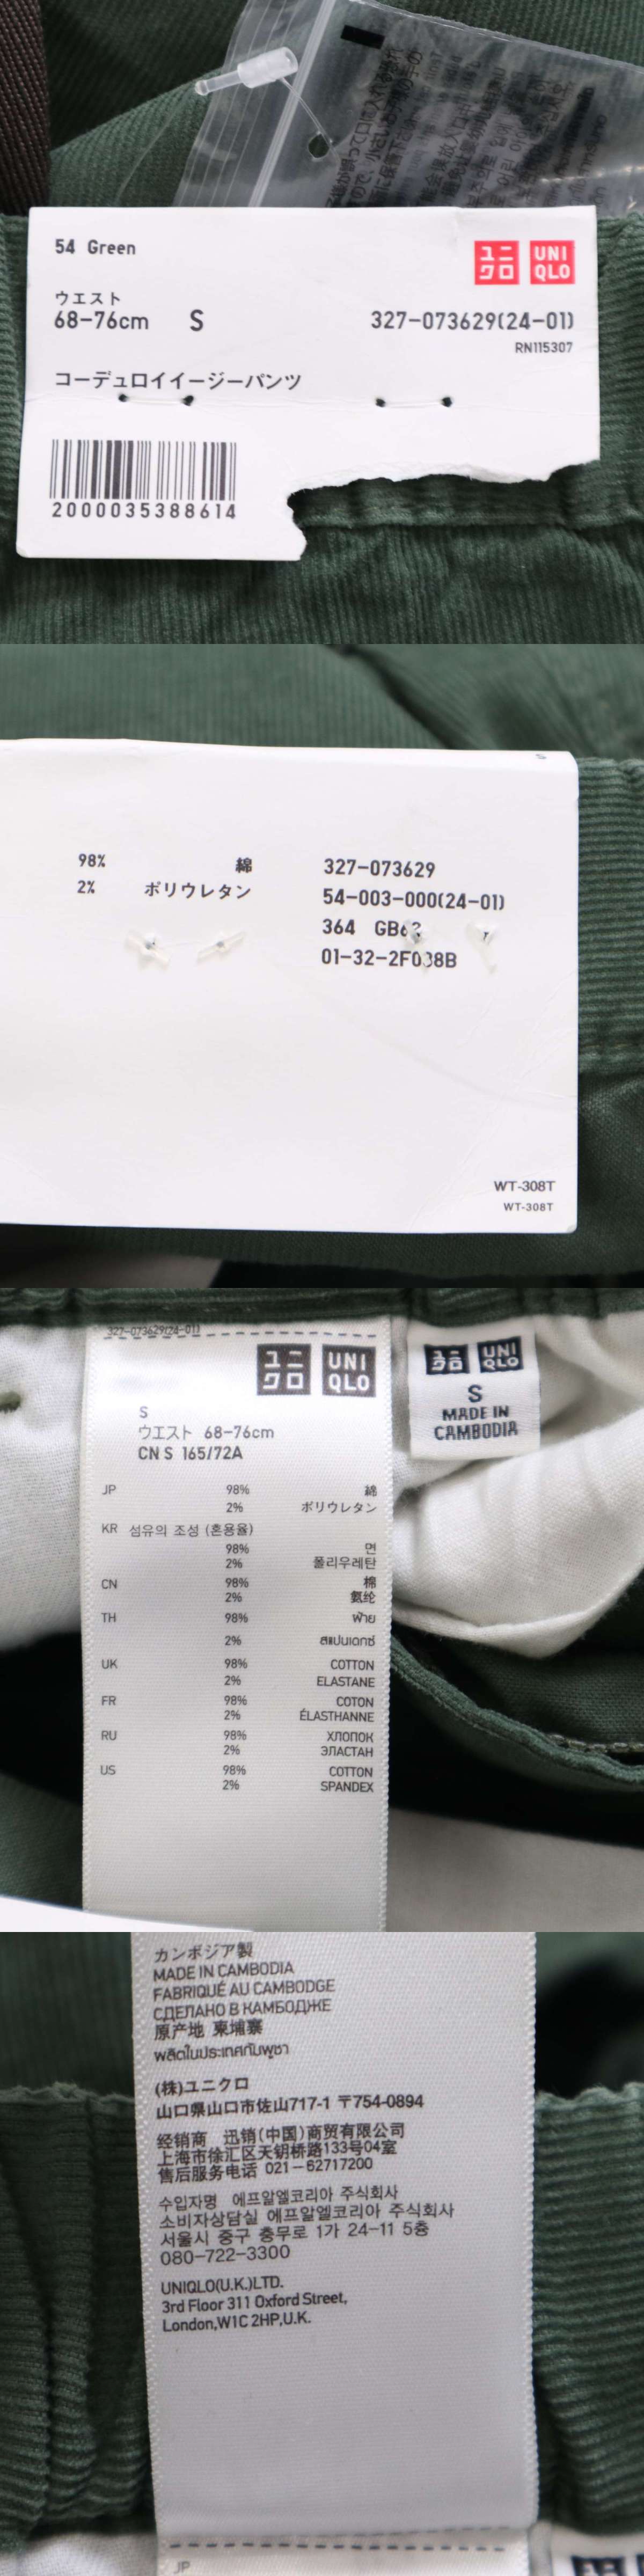 54 Green
ユニクロ UNI QLO
ウエスト
68-76cm S 327-073629(24-01)
RN115307
コーデュロイイージーパンツ
2000035388614
98% 綿 327-073629
2% ポリウレタン 54-003-000(24-01)
364
WT-308T
WT-308T
327-073629(24-01)
ユニクロ UNI QLO
S
ウエスト 68-76cm
CN S 165/72A
JP 98% 綿
2% ポリウレタン
KR 섬유의 조성 (혼용율)
98% 면
2% 폴리우레탄
CN 98% 棉
2% 氨纶
TH 98% ฝ้าย
2% สแปนเดกซ์
UK 98% COTTON
2% ELASTANE
FR 98% COTON
2% ÉLASTHANNE
RU 98% ХЛОПОК
2% ЭЛАСТАН
US 98% COTTON
2% SPANDEX
ユニクロ UNI QLO
S
MADE IN
CAMBODIA
カンボジア製
MADE IN CAMBODIA
FABRIQUÉ AU CAMBODGE
СДЕЛАНО В КАМБОДЖЕ
原产地 柬埔寨
ผลิตในประเทศกัมพูชา
(株)ユニクロ
山口県山口市佐山717-1 〒754-0894
经销商 迅销(中国)商贸有限公司
上海市徐汇区天钥桥路133号04室
售后服务电话 021-62717200
수입자명 에프알엘코리아 주식회사
소비자상담실 에프알엘코리아 주식회사
서울시 중구 충무로 1가 24-11 5층
080-722-3300
UNIQLO(U.K.)LTD.
3rd Floor 311 Oxford Street,
London,W1C 2HP,U.K.
JP